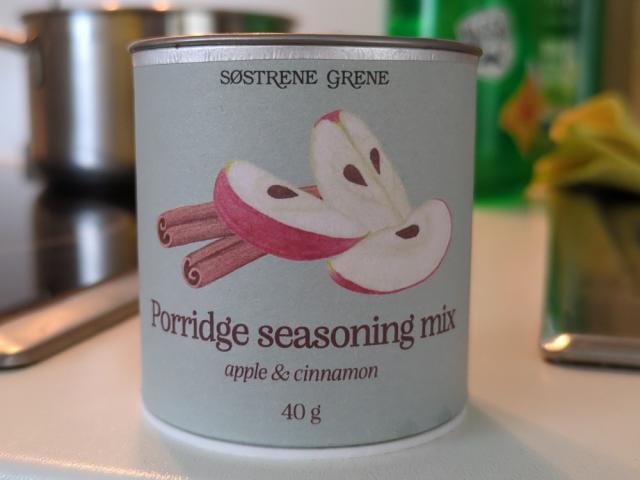 SØSTRENE GRENE
Porridge seasoning mix
apple & cinnamon
40 g